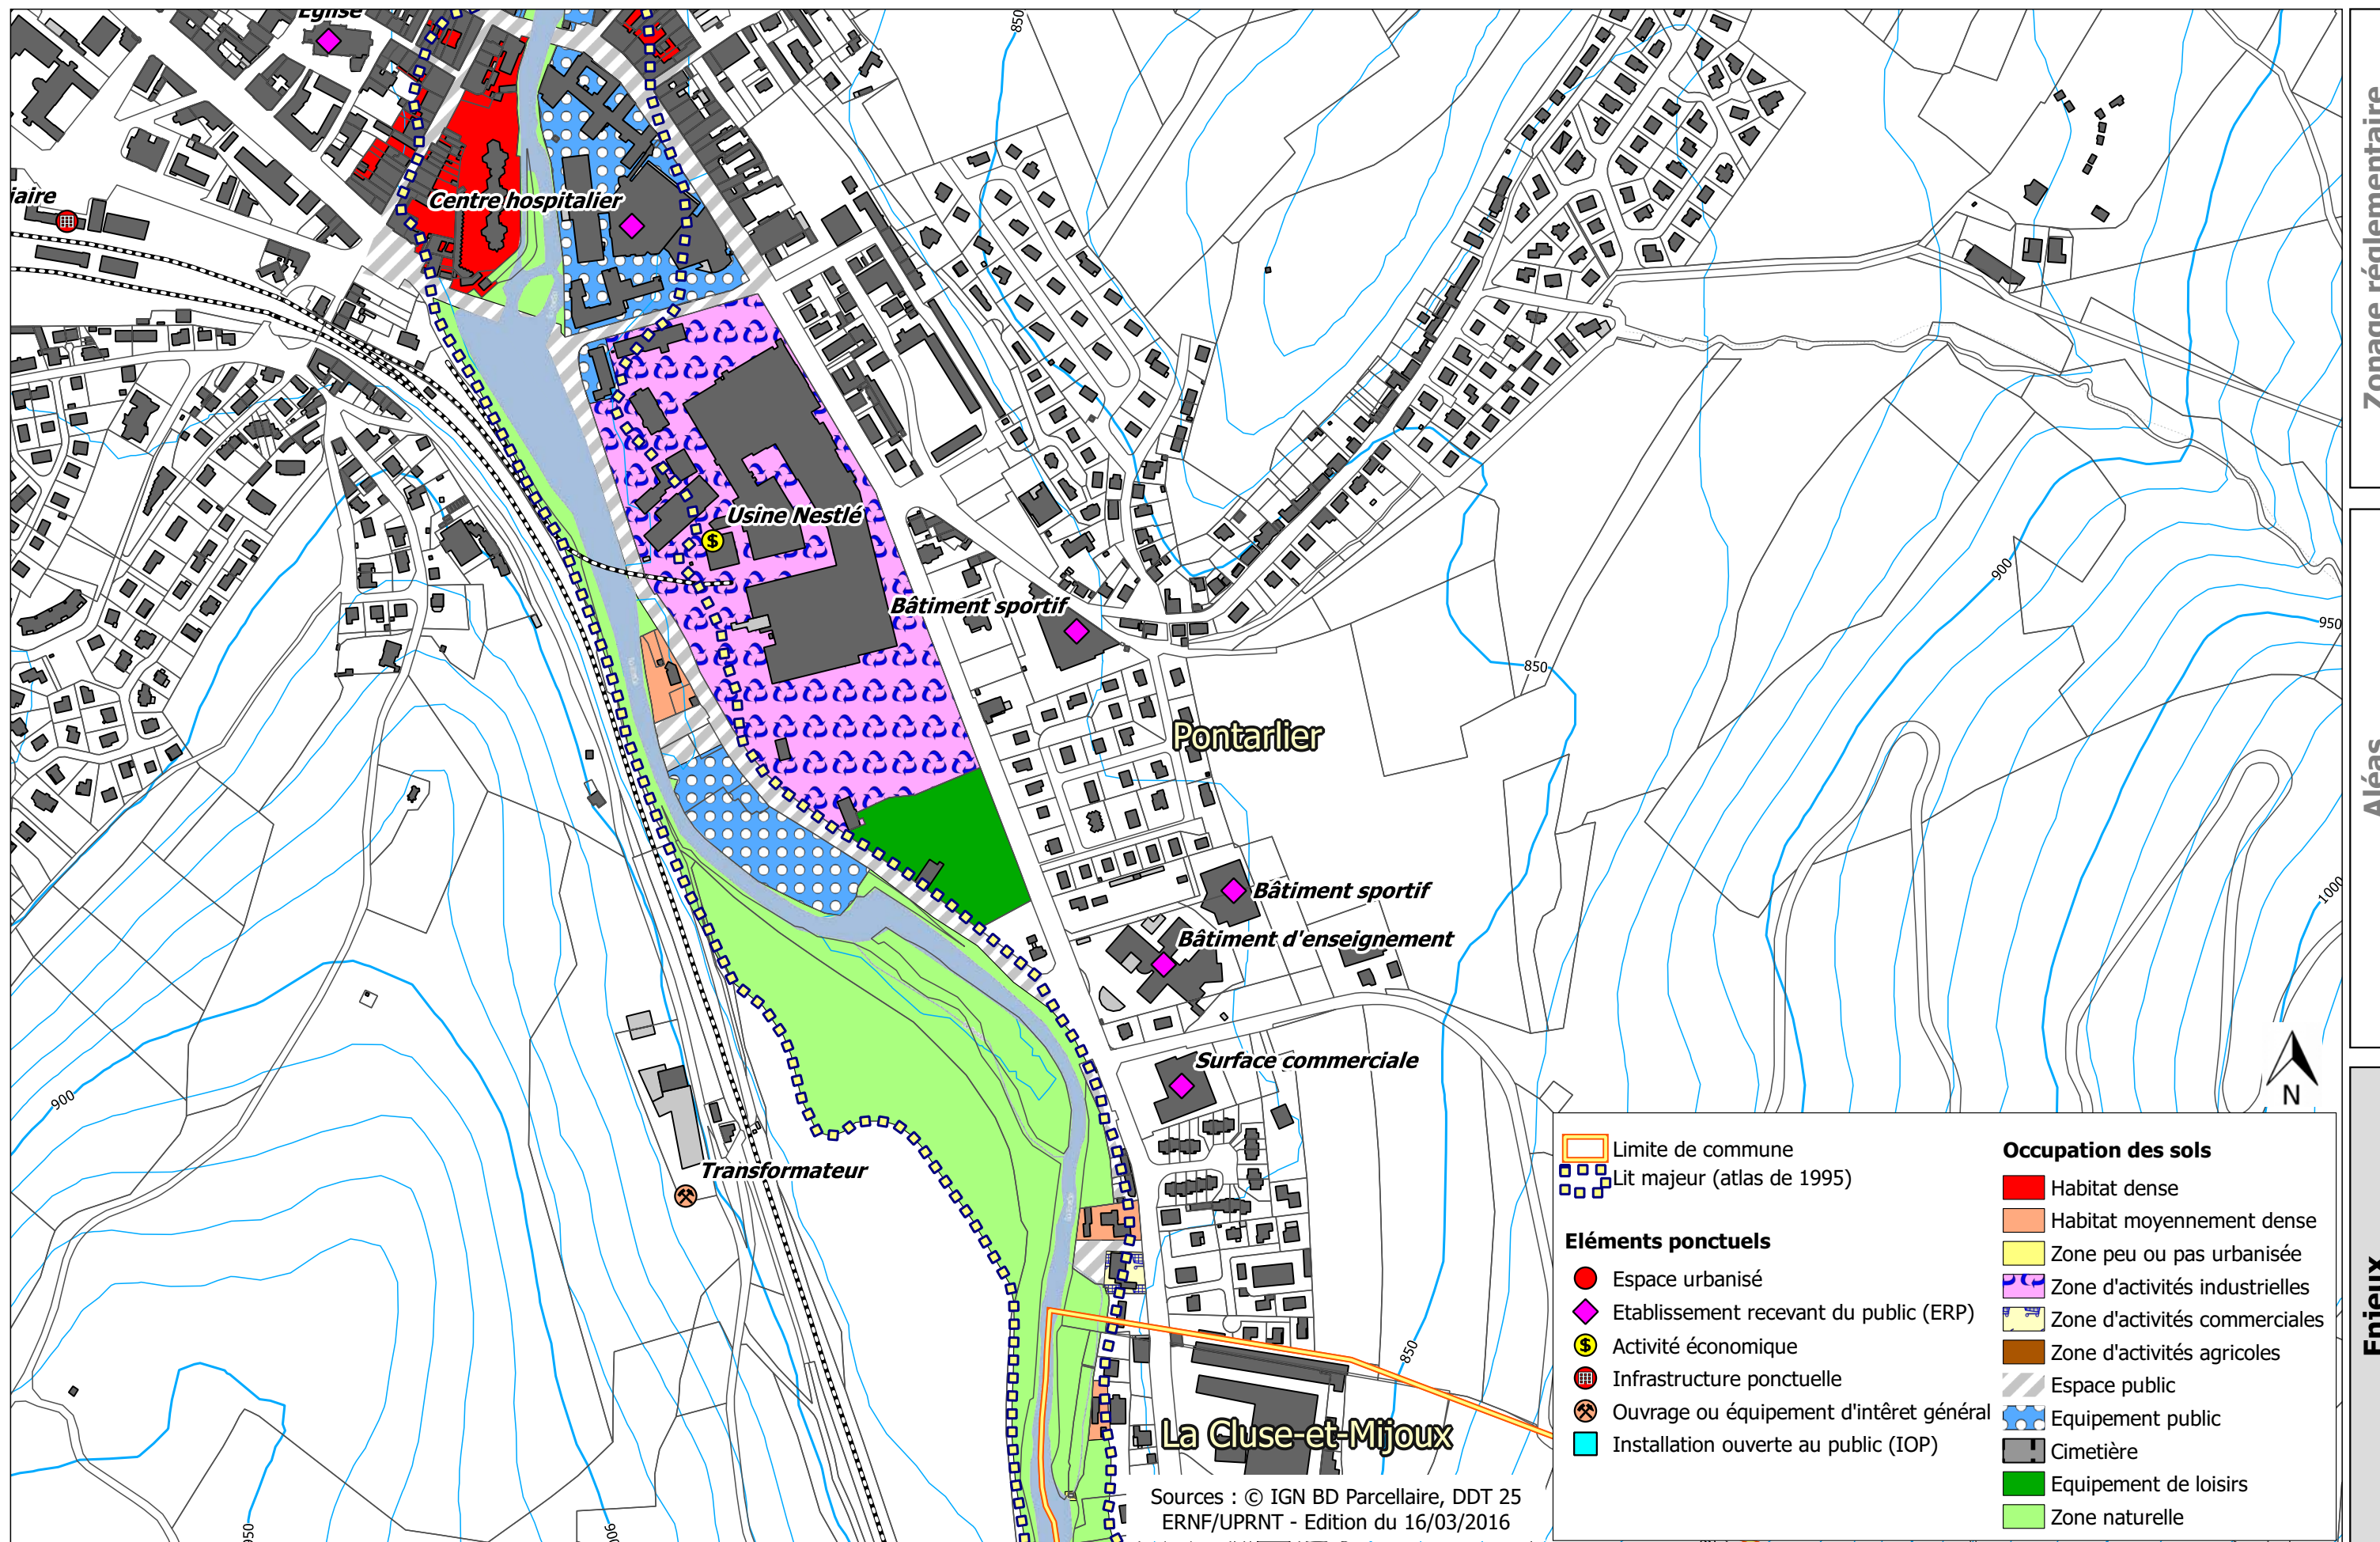 Eglise
850
iaire
Centre hospitalier
Zonage réglementaire
Usine Nestlé
Bâtiment sportif
900
950
850
Pontarlier
Aléas
Bâtiment sportif
Bâtiment d'enseignement
1000
Surface commerciale
900
N
Transformateur
Limite de commune
Lit majeur (atlas de 1995)
Eléments ponctuels
Espace urbanisé
Etablissement recevant du public (ERP)
Activité économique
Infrastructure ponctuelle
Ouvrage ou équipement d'intêret général
Installation ouverte au public (IOP)
Occupation des sols
Habitat dense
Habitat moyennement dense
Zone peu ou pas urbanisée
Zone d'activités industrielles
Zone d'activités commerciales
Zone d'activités agricoles
Espace public
Equipement public
Cimetière
Equipement de loisirs
Zone naturelle
Enjeux
850
La Cluse-et-Mijoux
Sources : © IGN BD Parcellaire, DDT 25
ERNF/UPRNT - Edition du 16/03/2016
950
900